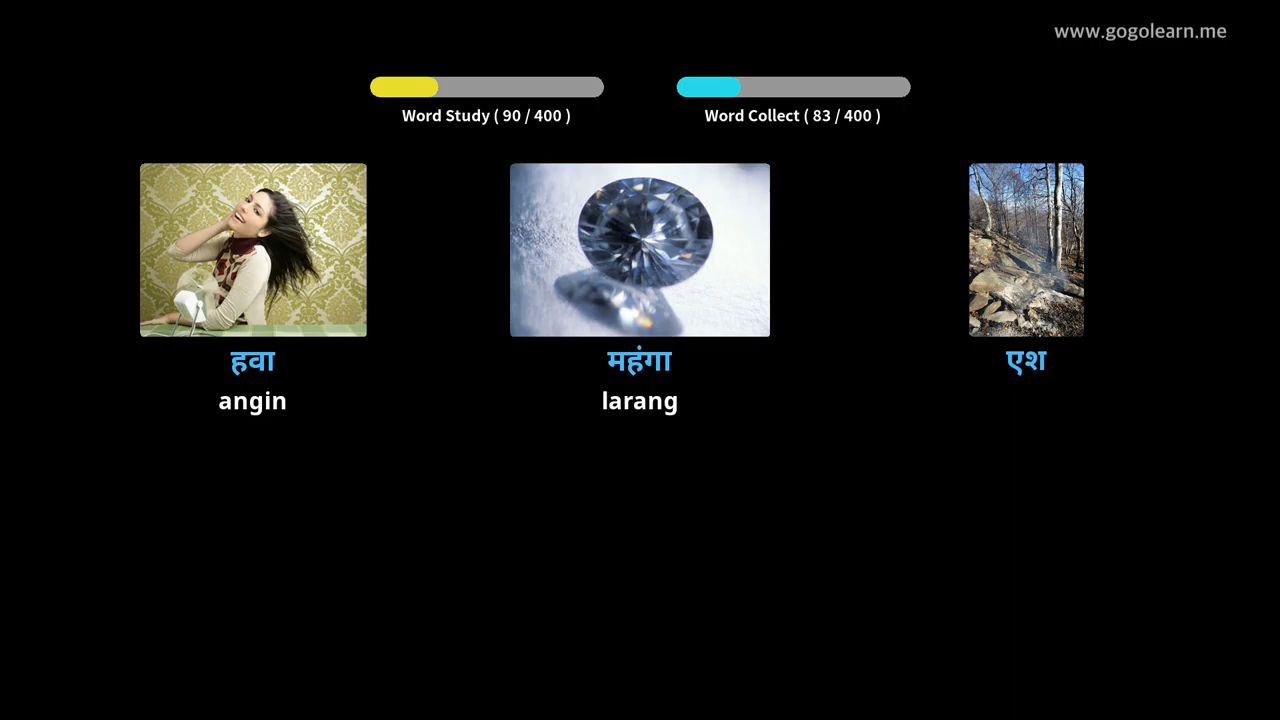 www.gogolearn.me
Word Study ( 90 / 400 )
Word Collect ( 83 / 400 )
हवा
महंगा
एश
angin
larang